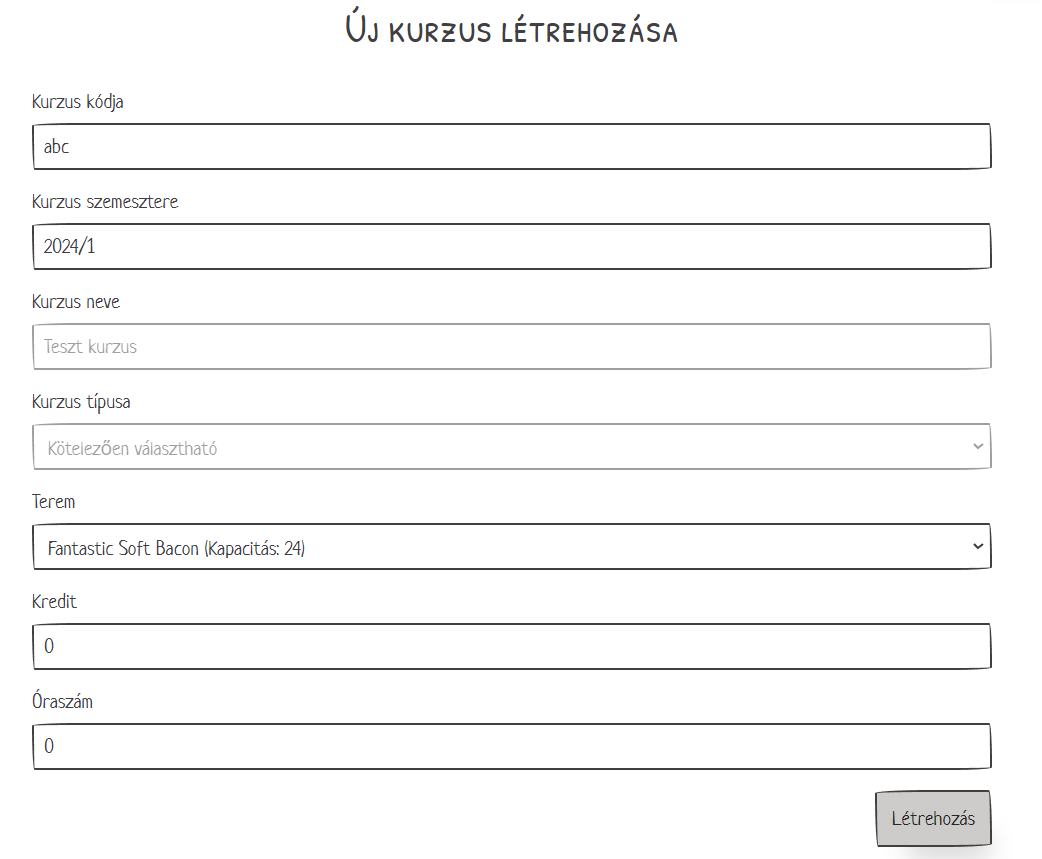 Új kurzus létrehozása
Kurzus kódja
abc
Kurzus szemesztere
2024/1
Kurzus neve
Teszt kurzus
Kurzus típusa
Kötelezően választható
Terem
Fantastic Soft Bacon (Kapacitás: 24)
Kredit
0
Óraszám
0
Létrehozás